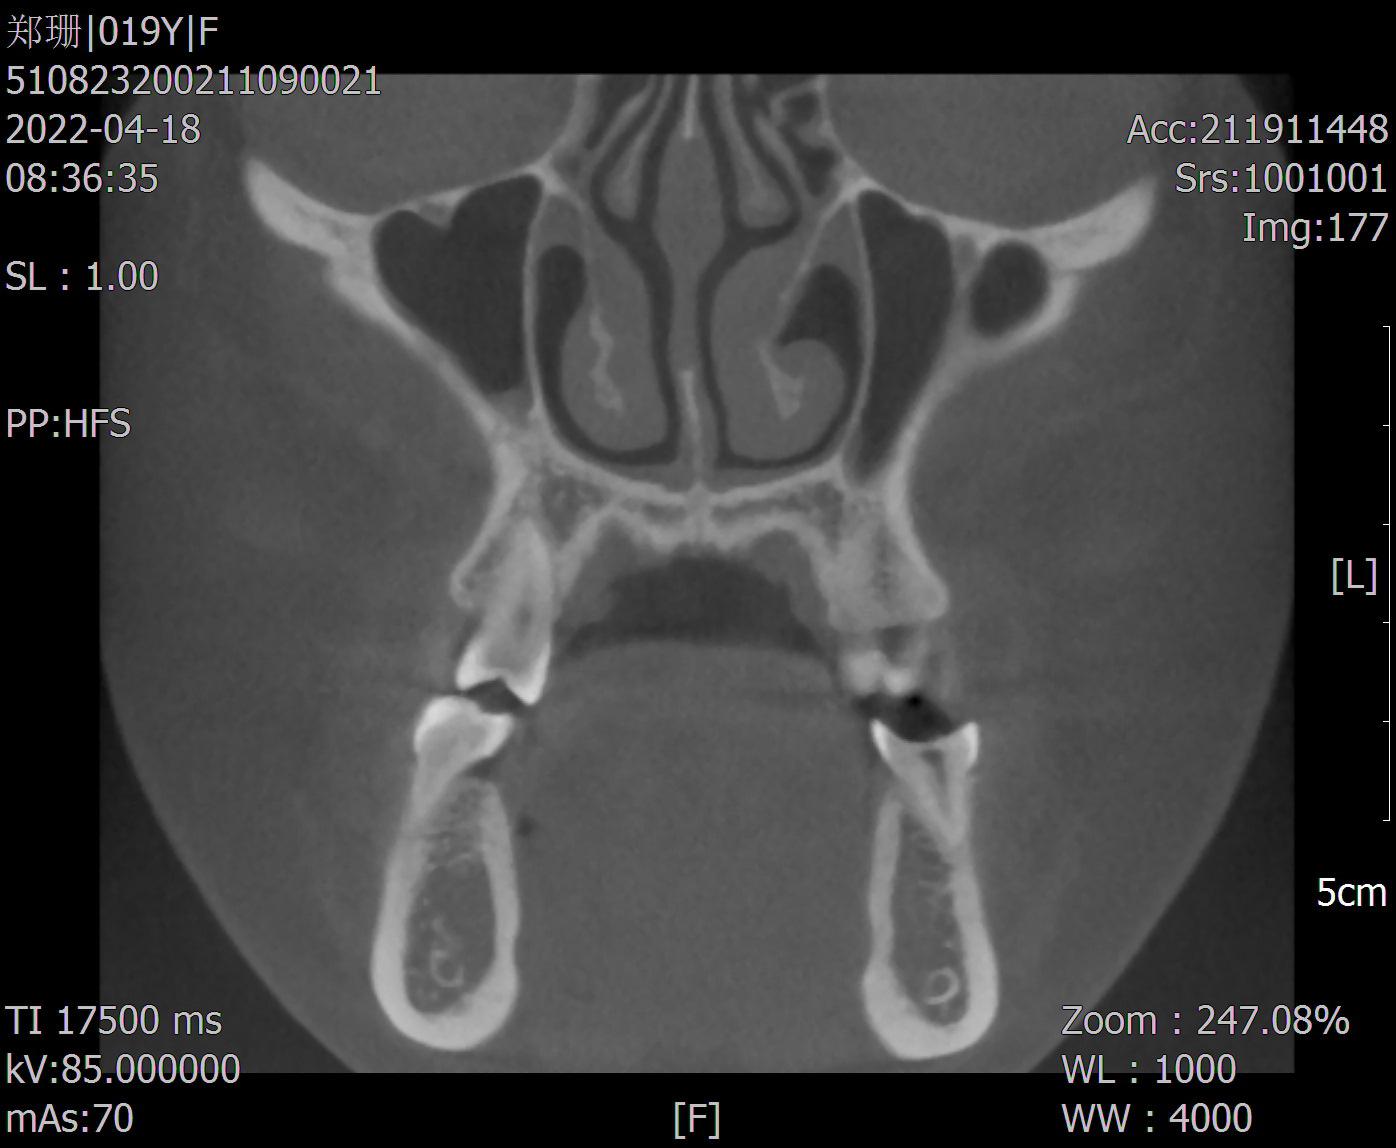 郑珊|019Y|F
510823200211090021
2022-04-18
08:36:35
Acc:211911448
Srs:1001001
Img:177
SL : 1.00
PP:HFS
[L]
5cm
TI 17500 ms
kV:85.000000
mAs:70
[F]
Zoom : 247.08%
WL : 1000
WW : 4000